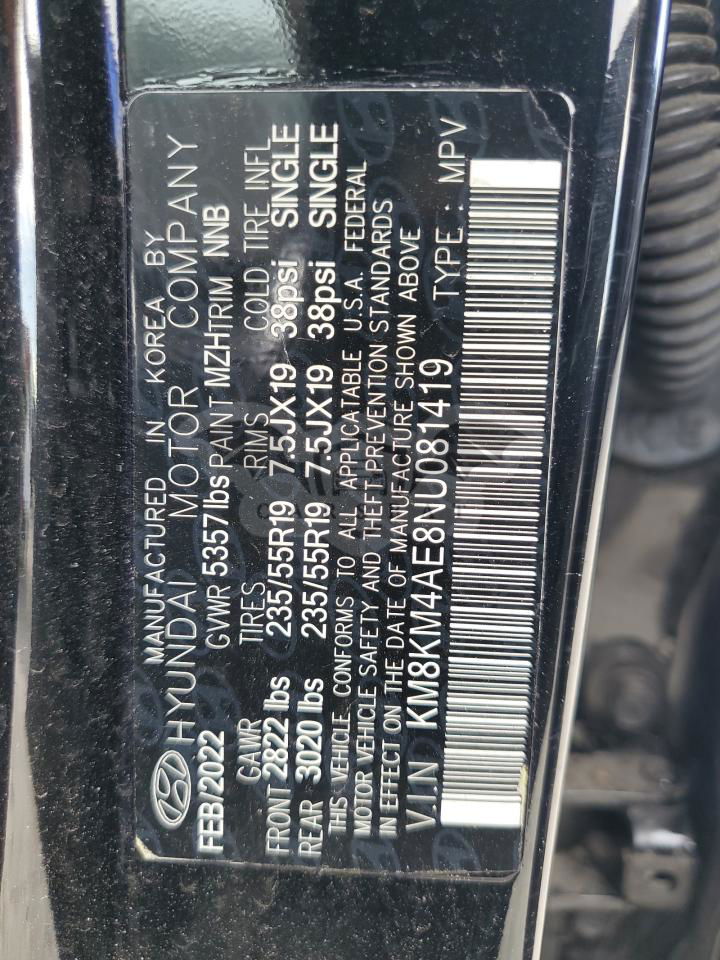 MANUFACTURED IN KOREA BY
HYUNDAI MOTOR COMPANY
FEB/2022 GVWR 5357 lbs PAINT MZH TRIM NNB
GAWR TIRES RIMS COLD TIRE INFL
FRONT 2822 lbs 235/55R19 7.5JX19 38psi SINGLE
REAR 3020 lbs 235/55R19 7.5JX19 38psi SINGLE
THIS VEHICLE CONFORMS TO ALL APPLICABLE U.S.A. FEDERAL
MOTOR VEHICLE SAFETY AND THEFT PREVENTION STANDARDS
IN EFFECT ON THE DATE OF MANUFACTURE SHOWN ABOVE
V.I.N KM8KM4AE8NU081419 TYPE : MPV